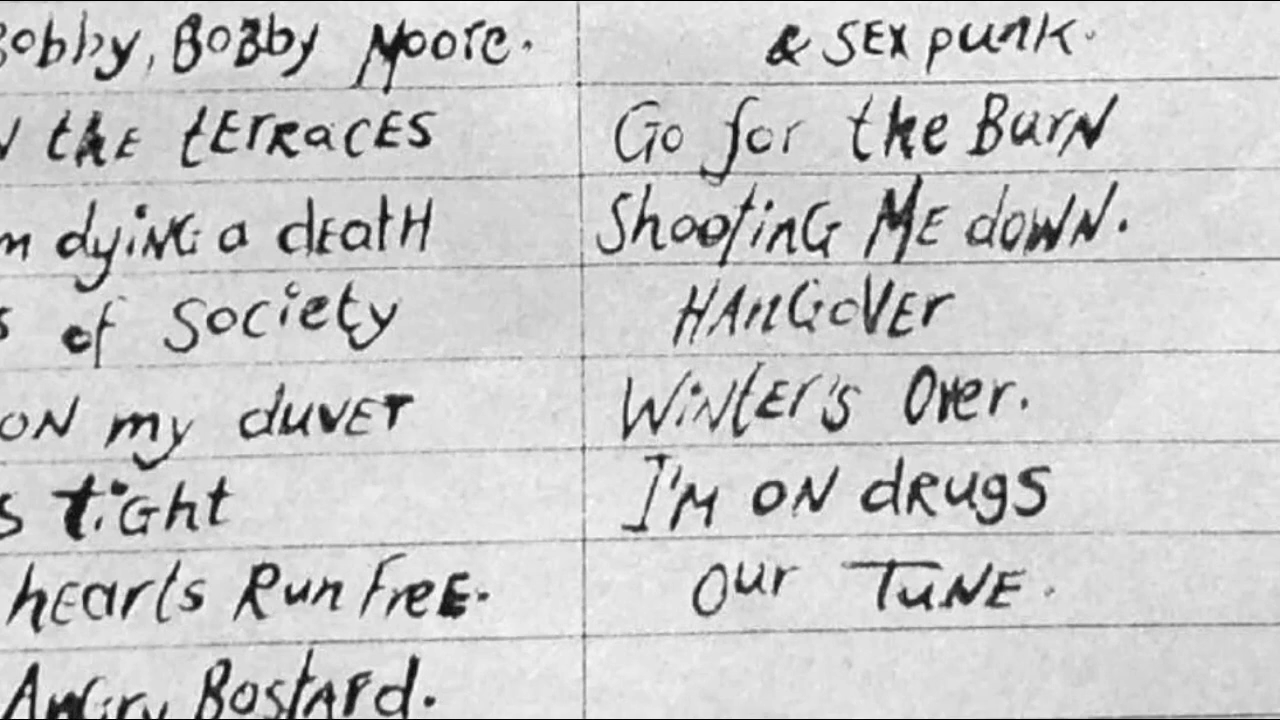 Bobby, BoBBy Moore.
N the tERRaCES
m dyiNG a dEatH
s of Society
ON my duvET
s tiGht
hEarts Run freE.
ANGry BastARd.
& SEX punk.
Go for the BurN
ShootinG ME doWN.
HAnGoVEr
WiNtEr's Over.
I'M ON dRugS
Our TuNE.